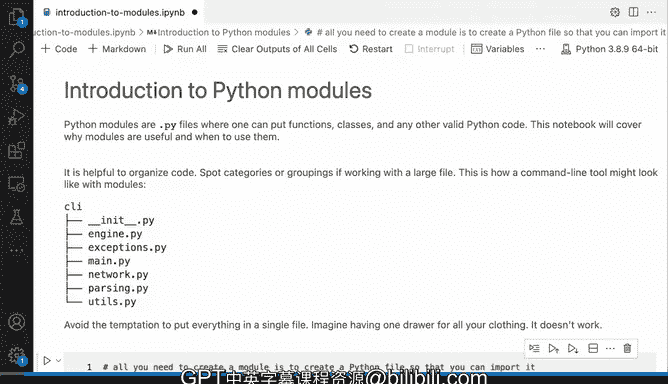 introduction-to-modules.ipynb
uction-to-modules.ipynb > Introduction to Python modules > # all you need to create a module is to create a Python file so that you can import it
+ Code + Markdown Run All Clear Outputs of All Cells Restart Interrupt Variables ... Python 3.8.9 64-bit
Introduction to Python modules
Python modules are .py files where one can put functions, classes, and any other valid Python code. This notebook will cover
why modules are useful and when to use them.
It is helpful to organize code. Spot categories or groupings if working with a large file. This is how a command-line tool might look
like with modules:
cli
├── __init__.py
├── engine.py
├── exceptions.py
├── main.py
├── network.py
├── parsing.py
└── utils.py
Avoid the temptation to put everything in a single file. Imagine having one drawer for all your clothing. It doesn't work.
1 # all you need to create a module is to create a Python file so that you can import it
GPT中英字幕课程资源@bilibili.com
1
4
1